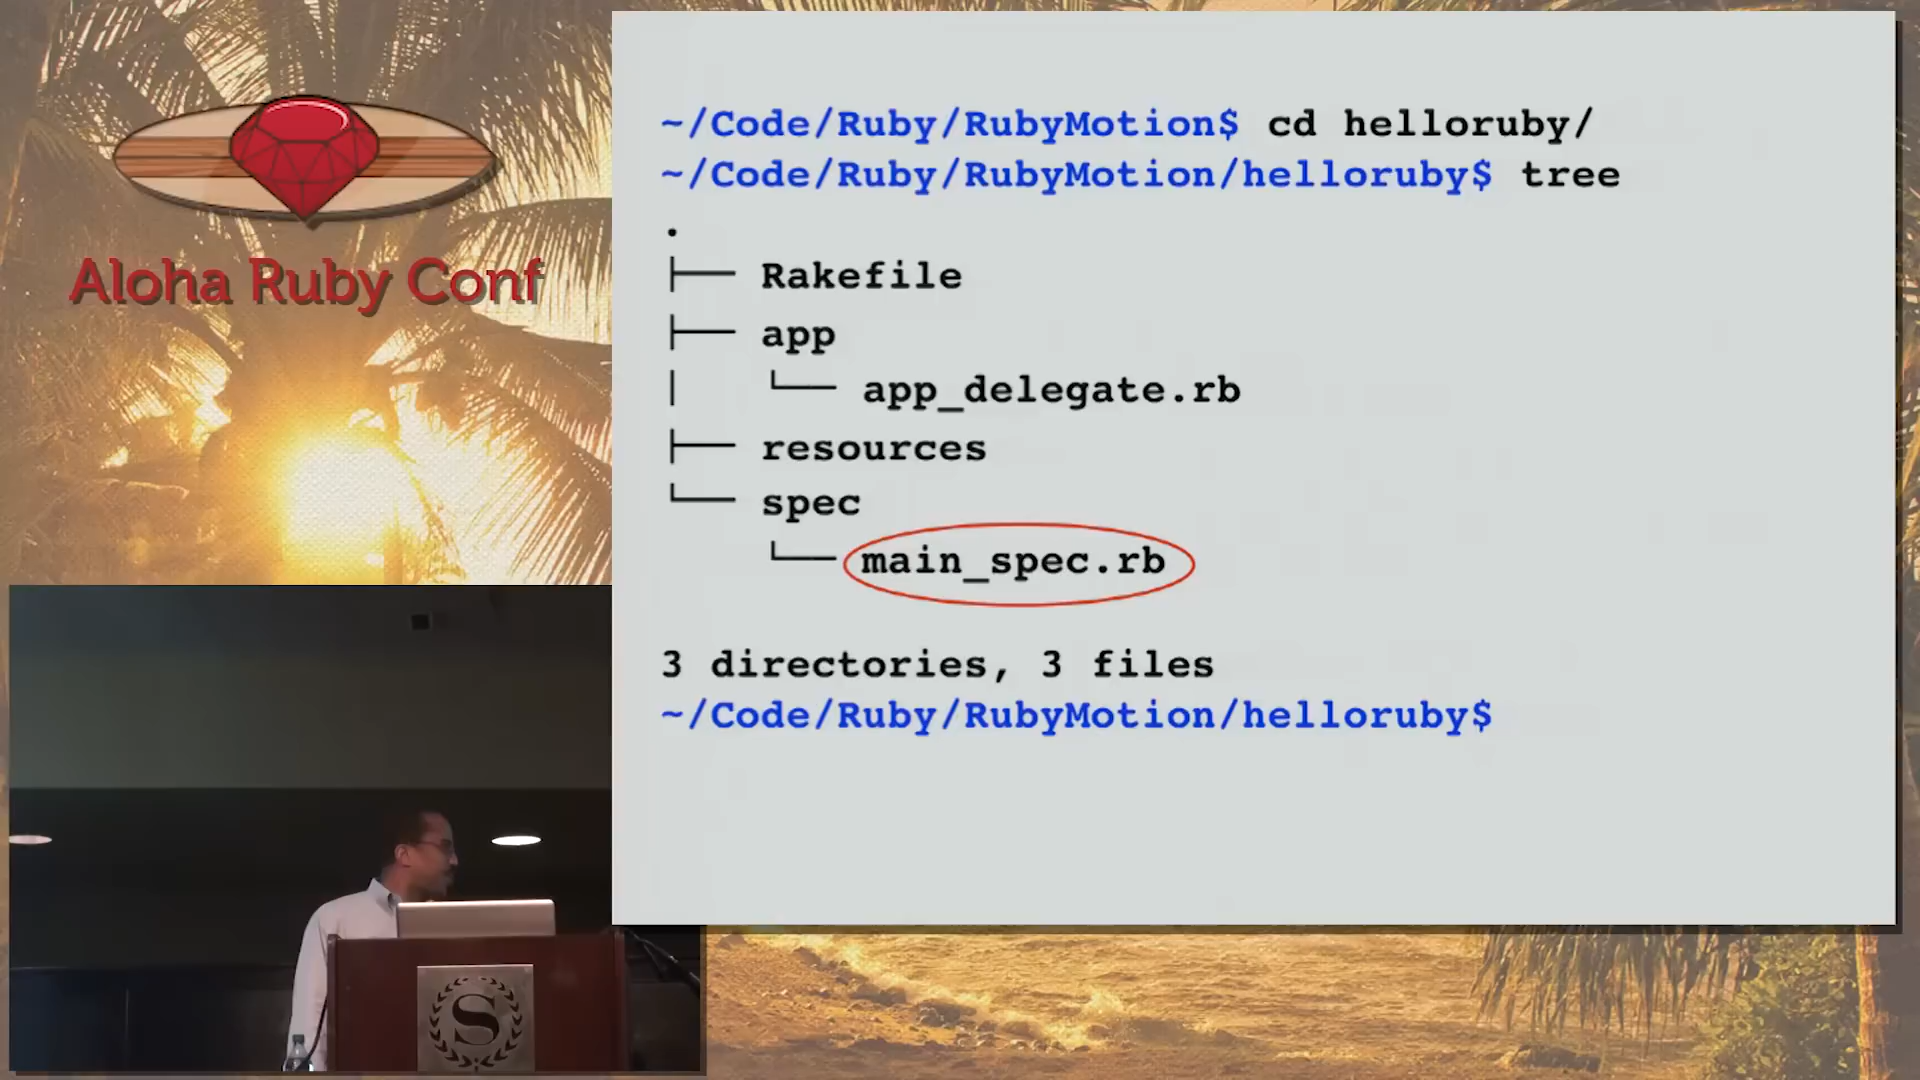 Aloha Ruby Conf
~/Code/Ruby/RubyMotion$ cd helloruby/
~/Code/Ruby/RubyMotion/helloruby$ tree
.
├── Rakefile
├── app
│   └── app_delegate.rb
├── resources
└── spec
    └── main_spec.rb
3 directories, 3 files
~/Code/Ruby/RubyMotion/helloruby$
S